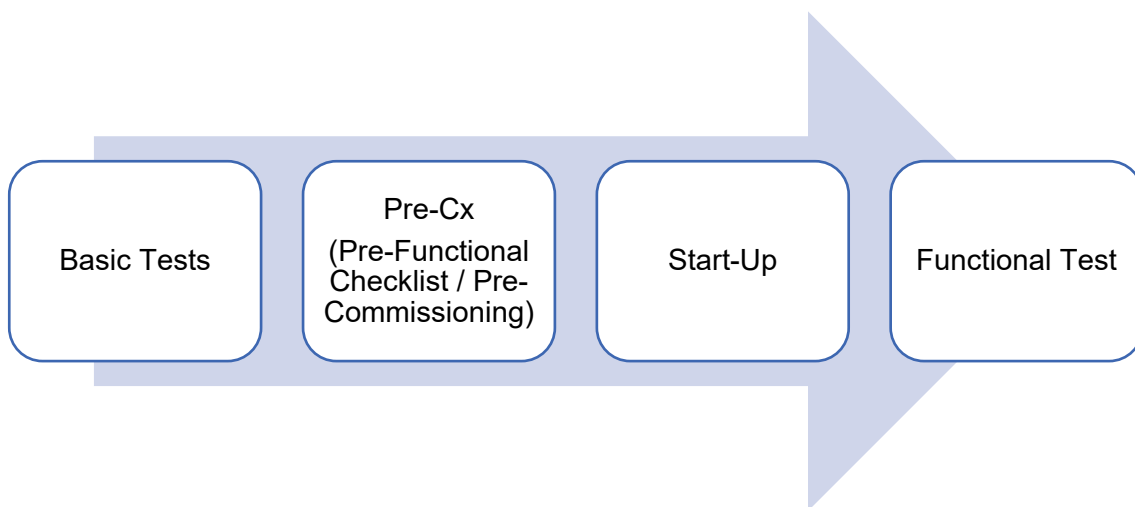 Basic Tests
Pre-Cx
(Pre-Functional
Checklist / Pre-
Commissioning)
Start-Up
Functional Test